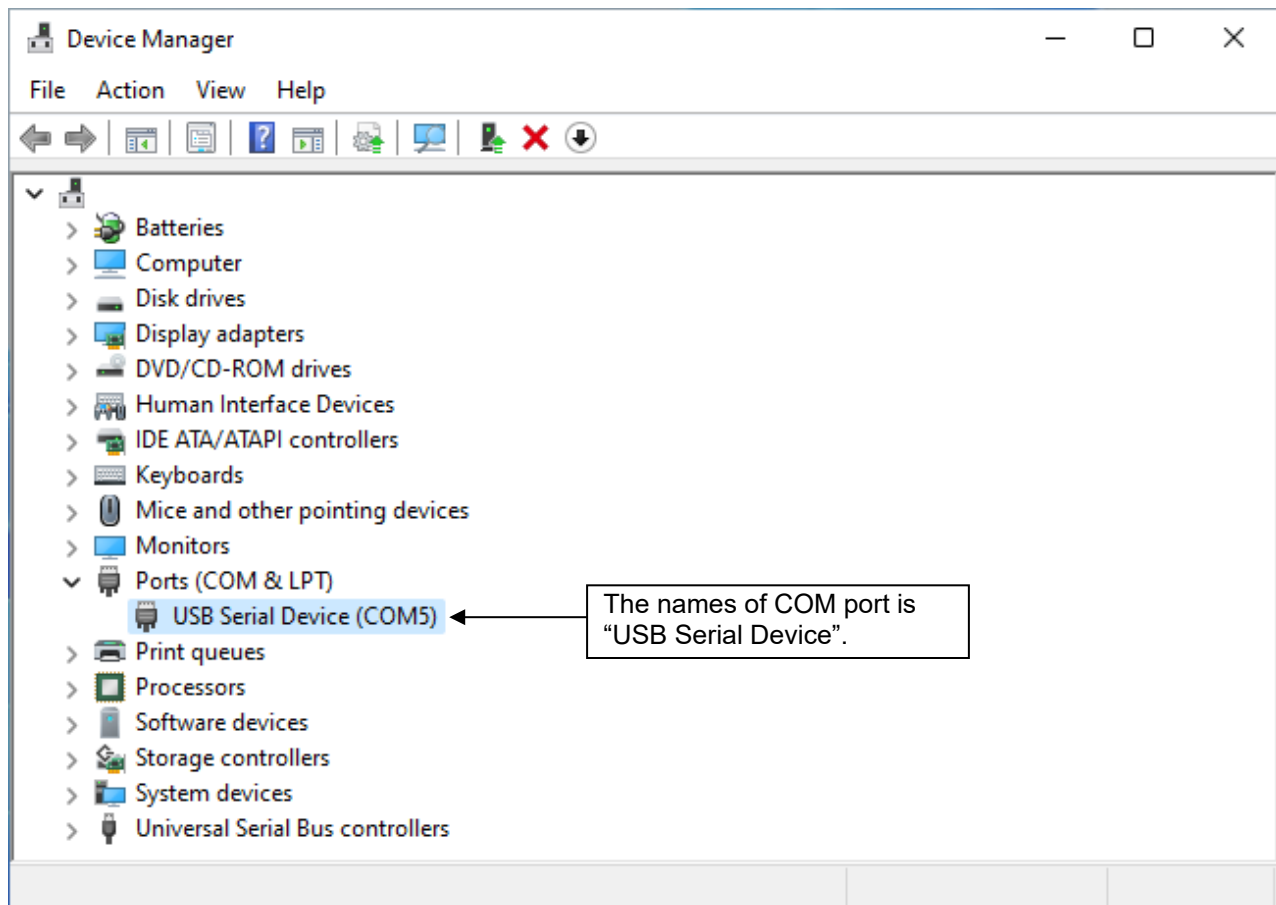 Device Manager
File Action View Help
Batteries
Computer
Disk drives
Display adapters
DVD/CD-ROM drives
Human Interface Devices
IDE ATA/ATAPI controllers
Keyboards
Mice and other pointing devices
Monitors
Ports (COM & LPT)
USB Serial Device (COM5)
The names of COM port is
“USB Serial Device”.
Print queues
Processors
Software devices
Storage controllers
System devices
Universal Serial Bus controllers